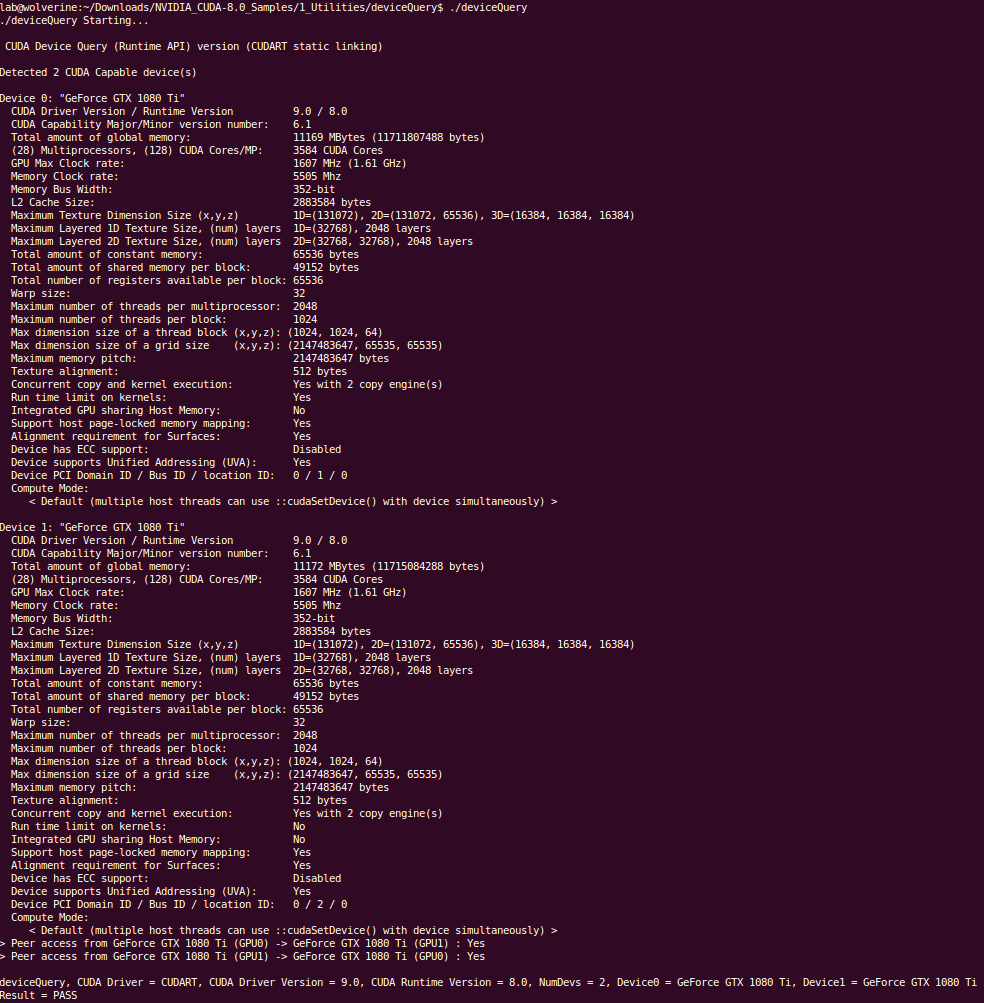 lab@wolverine:~/Downloads/NVIDIA_CUDA-8.0_Samples/1_Utilities/deviceQuery$ ./deviceQuery
./deviceQuery Starting...

 CUDA Device Query (Runtime API) version (CUDART static linking)

Detected 2 CUDA Capable device(s)

Device 0: "GeForce GTX 1080 Ti"
  CUDA Driver Version / Runtime Version          9.0 / 8.0
  CUDA Capability Major/Minor version number:    6.1
  Total amount of global memory:                 11169 MBytes (11711807488 bytes)
  (28) Multiprocessors, (128) CUDA Cores/MP:     3584 CUDA Cores
  GPU Max Clock rate:                            1607 MHz (1.61 GHz)
  Memory Clock rate:                             5505 Mhz
  Memory Bus Width:                              352-bit
  L2 Cache Size:                                 2883584 bytes
  Maximum Texture Dimension Size (x,y,z)         1D=(131072), 2D=(131072, 65536), 3D=(16384, 16384, 16384)
  Maximum Layered 1D Texture Size, (num) layers  1D=(32768), 2048 layers
  Maximum Layered 2D Texture Size, (num) layers  2D=(32768, 32768), 2048 layers
  Total amount of constant memory:               65536 bytes
  Total amount of shared memory per block:       49152 bytes
  Total number of registers available per block: 65536
  Warp size:                                     32
  Maximum number of threads per multiprocessor:  2048
  Maximum number of threads per block:           1024
  Max dimension size of a thread block (x,y,z): (1024, 1024, 64)
  Max dimension size of a grid size    (x,y,z): (2147483647, 65535, 65535)
  Maximum memory pitch:                          2147483647 bytes
  Texture alignment:                             512 bytes
  Concurrent copy and kernel execution:          Yes with 2 copy engine(s)
  Run time limit on kernels:                     Yes
  Integrated GPU sharing Host Memory:            No
  Support host page-locked memory mapping:       Yes
  Alignment requirement for Surfaces:            Yes
  Device has ECC support:                        Disabled
  Device supports Unified Addressing (UVA):      Yes
  Device PCI Domain ID / Bus ID / location ID:   0 / 1 / 0
  Compute Mode:
     < Default (multiple host threads can use ::cudaSetDevice() with device simultaneously) >

Device 1: "GeForce GTX 1080 Ti"
  CUDA Driver Version / Runtime Version          9.0 / 8.0
  CUDA Capability Major/Minor version number:    6.1
  Total amount of global memory:                 11172 MBytes (11715084288 bytes)
  (28) Multiprocessors, (128) CUDA Cores/MP:     3584 CUDA Cores
  GPU Max Clock rate:                            1607 MHz (1.61 GHz)
  Memory Clock rate:                             5505 Mhz
  Memory Bus Width:                              352-bit
  L2 Cache Size:                                 2883584 bytes
  Maximum Texture Dimension Size (x,y,z)         1D=(131072), 2D=(131072, 65536), 3D=(16384, 16384, 16384)
  Maximum Layered 1D Texture Size, (num) layers  1D=(32768), 2048 layers
  Maximum Layered 2D Texture Size, (num) layers  2D=(32768, 32768), 2048 layers
  Total amount of constant memory:               65536 bytes
  Total amount of shared memory per block:       49152 bytes
  Total number of registers available per block: 65536
  Warp size:                                     32
  Maximum number of threads per multiprocessor:  2048
  Maximum number of threads per block:           1024
  Max dimension size of a thread block (x,y,z): (1024, 1024, 64)
  Max dimension size of a grid size    (x,y,z): (2147483647, 65535, 65535)
  Maximum memory pitch:                          2147483647 bytes
  Texture alignment:                             512 bytes
  Concurrent copy and kernel execution:          Yes with 2 copy engine(s)
  Run time limit on kernels:                     No
  Integrated GPU sharing Host Memory:            No
  Support host page-locked memory mapping:       Yes
  Alignment requirement for Surfaces:            Yes
  Device has ECC support:                        Disabled
  Device supports Unified Addressing (UVA):      Yes
  Device PCI Domain ID / Bus ID / location ID:   0 / 2 / 0
  Compute Mode:
     < Default (multiple host threads can use ::cudaSetDevice() with device simultaneously) >
> Peer access from GeForce GTX 1080 Ti (GPU0) -> GeForce GTX 1080 Ti (GPU1) : Yes
> Peer access from GeForce GTX 1080 Ti (GPU1) -> GeForce GTX 1080 Ti (GPU0) : Yes

deviceQuery, CUDA Driver = CUDART, CUDA Driver Version = 9.0, CUDA Runtime Version = 8.0, NumDevs = 2, Device0 = GeForce GTX 1080 Ti, Device1 = GeForce GTX 1080 Ti
Result = PASS